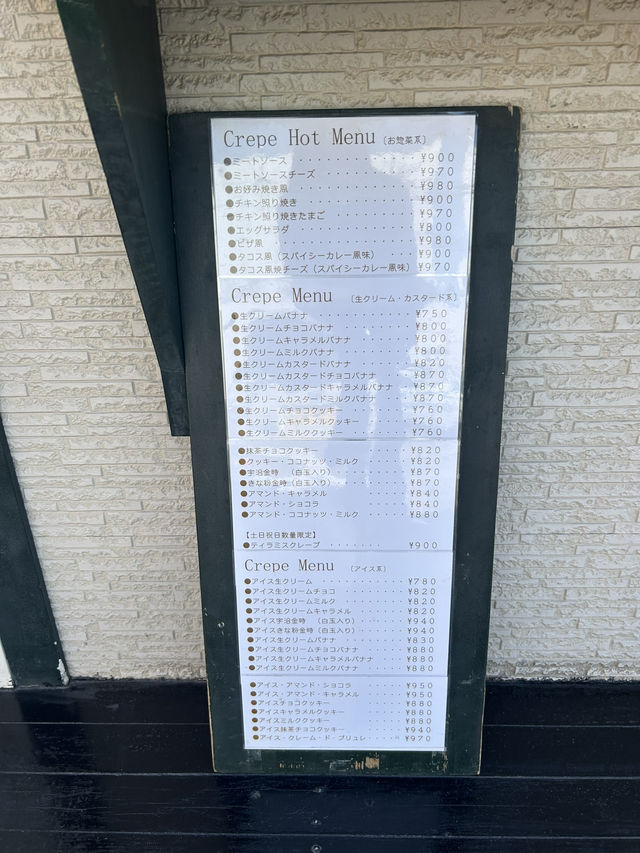 Crepe Hot Menu 〔お惣菜系〕
●ミートソース ¥900
●ミートソースチーズ ¥970
●お好み焼き風 ¥980
●チキン照り焼き ¥900
●チキン照り焼きたまご ¥970
●エッグサラダ ¥800
●ピザ風 ¥980
●タコス風（スパイシーカレー風味） ¥900
●タコス風焼チーズ（スパイシーカレー風味） ¥970
Crepe Menu 〔生クリーム・カスタード系〕
●生クリームバナナ ¥750
●生クリームチョコバナナ ¥800
●生クリームキャラメルバナナ ¥800
●生クリームミルクバナナ ¥800
●生クリームカスタードバナナ ¥820
●生クリームカスタードチョコバナナ ¥870
●生クリームカスタードキャラメルバナナ ¥870
●生クリームカスタードミルクバナナ ¥870
●生クリームチョコクッキー ¥760
●生クリームキャラメルクッキー ¥760
●生クリームミルククッキー ¥760
●抹茶チョコクッキー ¥820
●クッキー・ココナッツ・ミルク ¥820
●宇治金時 （白玉入り） ¥870
●きな粉金時（白玉入り） ¥870
●アマンド・キャラメル ¥840
●アマンド・ショコラ ¥840
●アマンド・ココナッツ・ミルク ¥880
【土日祝日数量限定】
●ティラミスクレープ ¥900
Crepe Menu 〔アイス系〕
●アイス生クリーム ¥780
●アイス生クリームチョコ ¥820
●アイス生クリームミルク ¥820
●アイス生クリームキャラメル ¥820
●アイス宇治金時 （白玉入り） ¥940
●アイスきな粉金時（白玉入り） ¥940
●アイス生クリームバナナ ¥830
●アイス生クリームチョコバナナ ¥880
●アイス生クリームキャラメルバナナ ¥880
●アイス生クリームミルクバナナ ¥880
●アイス・アマンド・ショコラ ¥950
●アイス・アマンド・キャラメル ¥950
●アイスチョコクッキー ¥880
●アイスキャラメルクッキー ¥880
●アイスミルククッキー ¥880
●アイス抹茶チョコクッキー ¥940
●アイス・クレーム・ド・ブリュレ ¥970